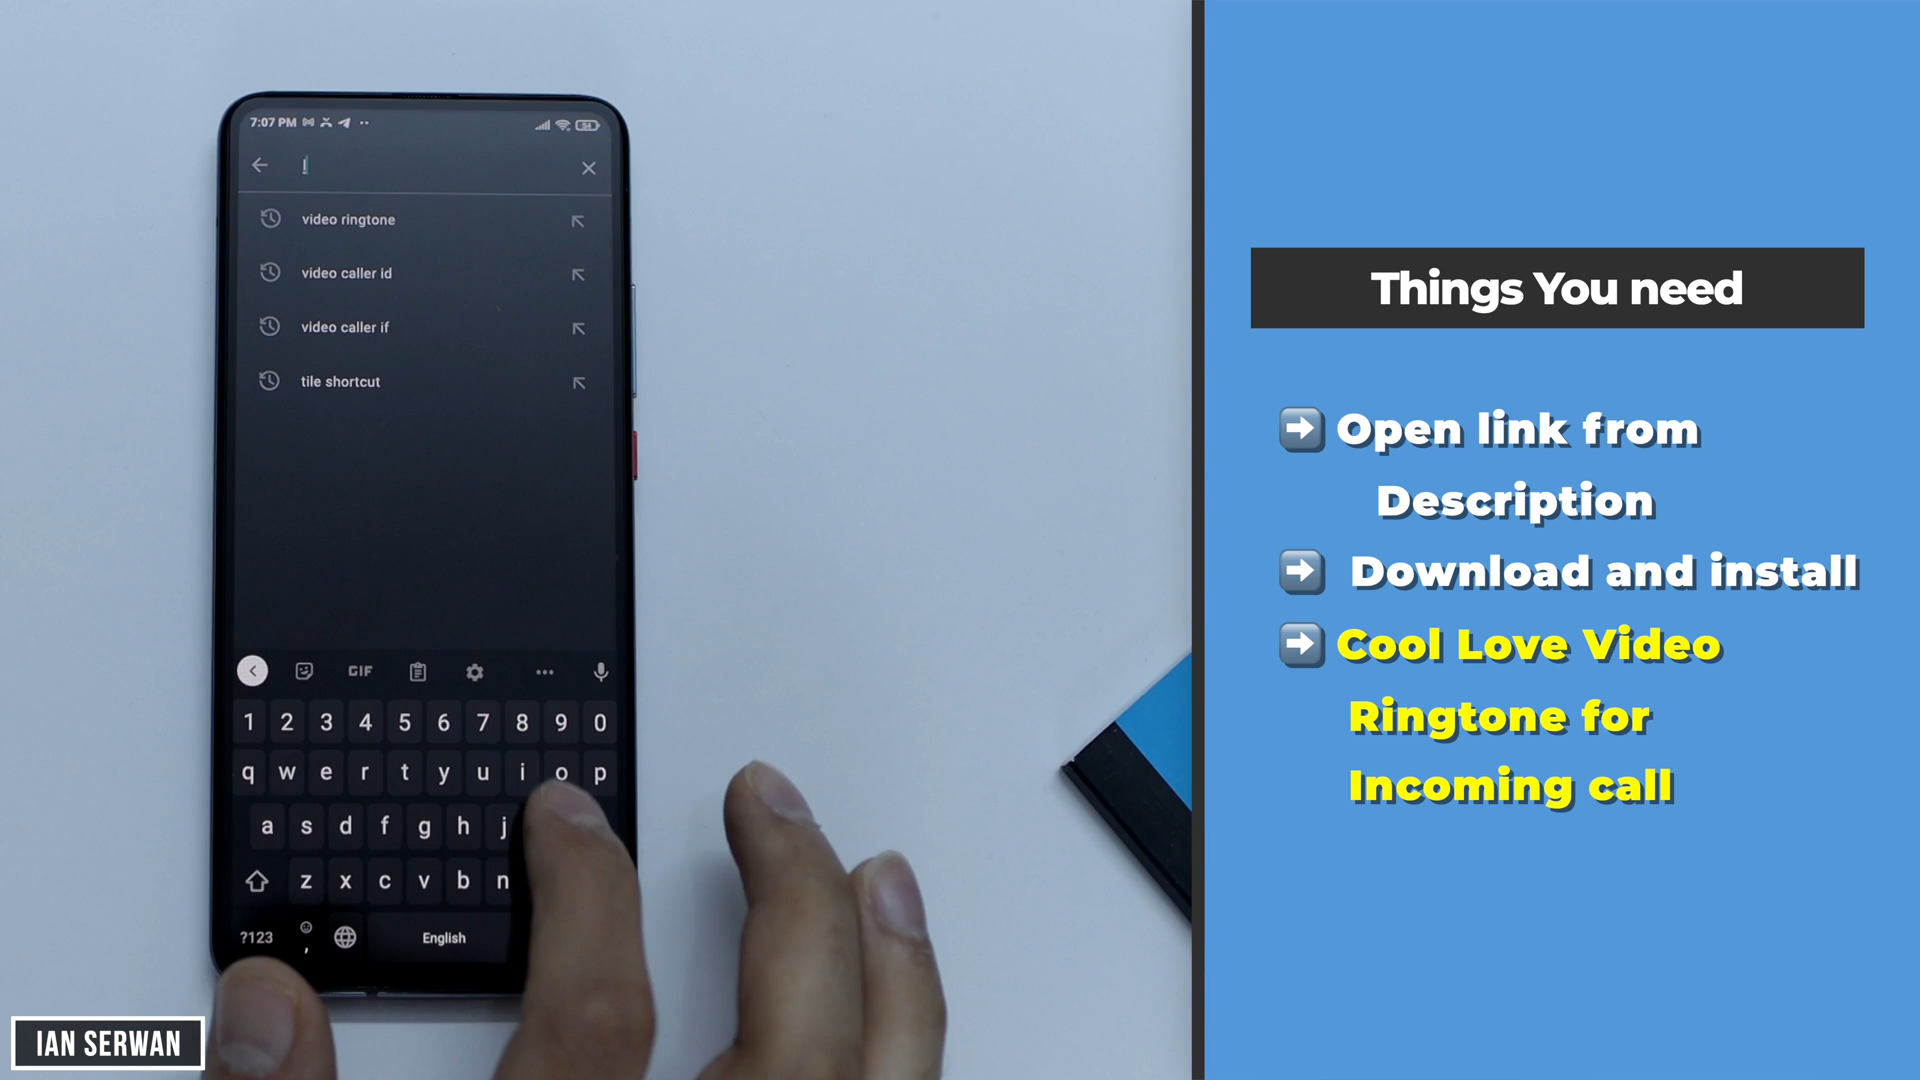 7:07 PM
54
l
video ringtone
video caller id
video caller if
tile shortcut
GIF
1 2 3 4 5 6 7 8 9 0
q w e r t y u i o p
a s d f g h j
z x c v b n
?123 , English
IAN SERWAN
Things You need
Open link from
Description
Download and install
Cool Love Video
Ringtone for
Incoming call